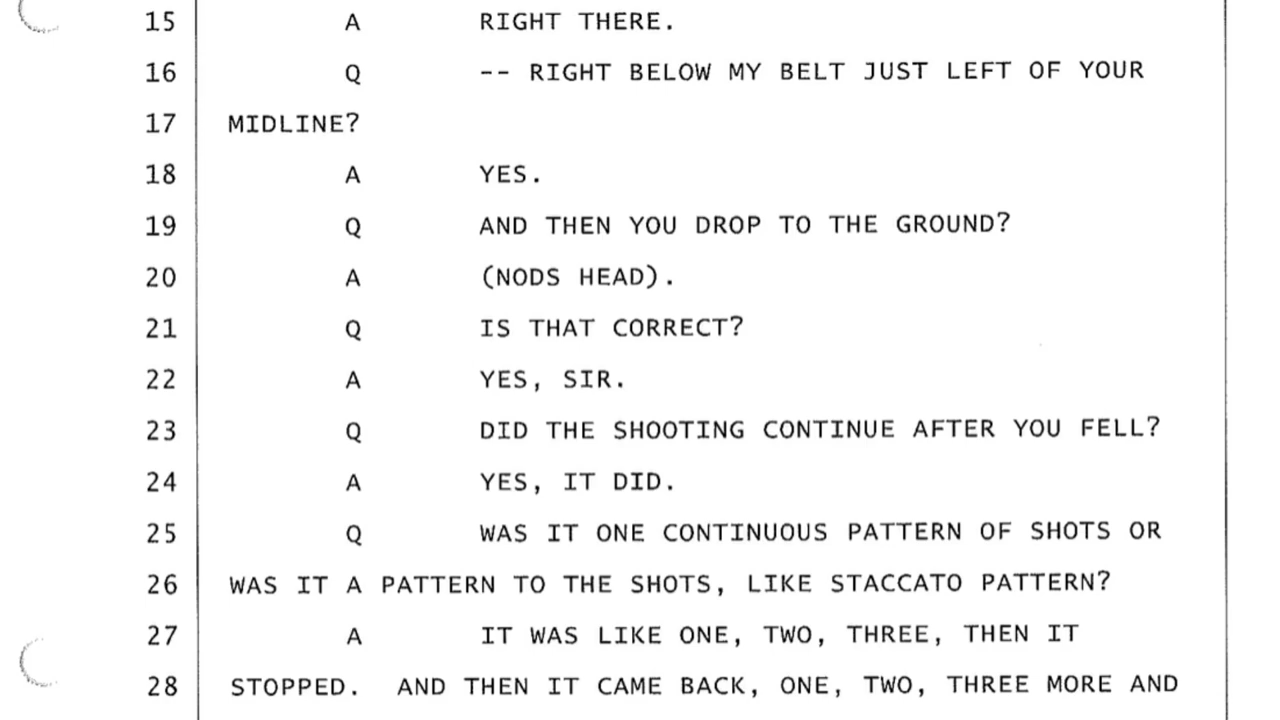 15 A RIGHT THERE.
16 Q -- RIGHT BELOW MY BELT JUST LEFT OF YOUR
17 MIDLINE?
18 A YES.
19 Q AND THEN YOU DROP TO THE GROUND?
20 A (NODS HEAD).
21 Q IS THAT CORRECT?
22 A YES, SIR.
23 Q DID THE SHOOTING CONTINUE AFTER YOU FELL?
24 A YES, IT DID.
25 Q WAS IT ONE CONTINUOUS PATTERN OF SHOTS OR
26 WAS IT A PATTERN TO THE SHOTS, LIKE STACCATO PATTERN?
27 A IT WAS LIKE ONE, TWO, THREE, THEN IT
28 STOPPED. AND THEN IT CAME BACK, ONE, TWO, THREE MORE AND